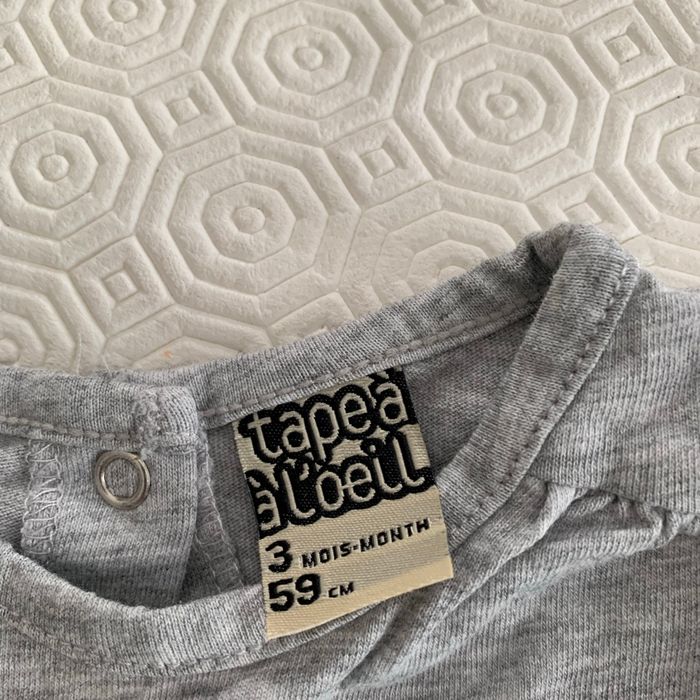 tape à
à l'oeil
3 MOIS-MONTH
59 CM